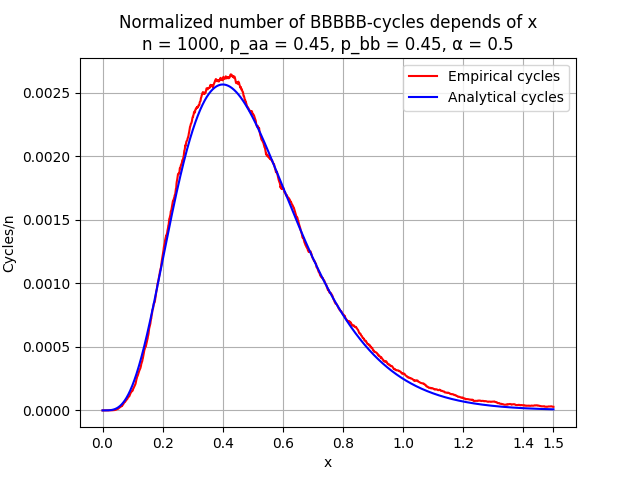 Normalized number of BBBBB-cycles depends of x
n = 1000, p_aa = 0.45, p_bb = 0.45, α = 0.5
Empirical cycles
Analytical cycles
Cycles/n
0.0025
0.0020
0.0015
0.0010
0.0005
0.0000
0.0 0.2 0.4 0.6 0.8 1.0 1.2 1.4 1.5
x